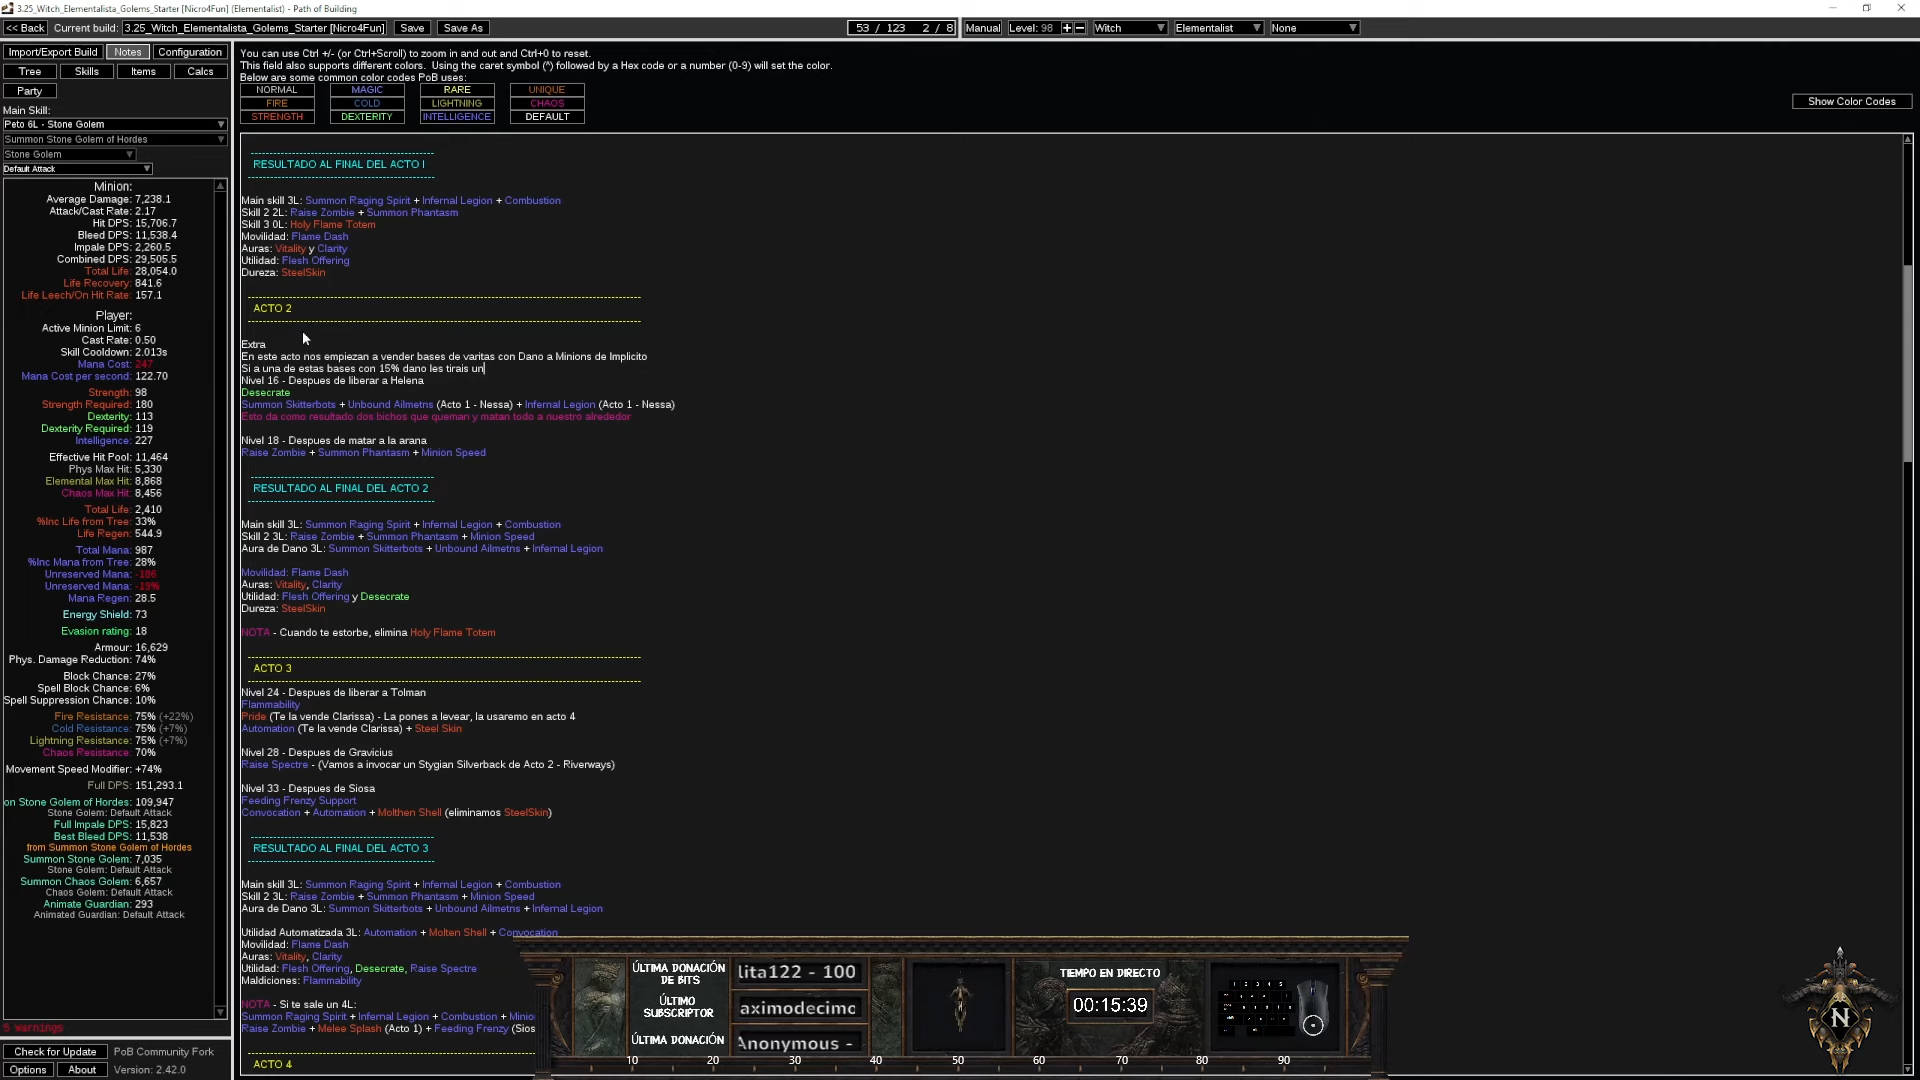 3.25_Witch_Elementalista_Golems_Starter [Nicro4Fun] (Elementalist) - Path of Building
<< Back
Current build: 3.25_Witch_Elementalista_Golems_Starter [Nicro4Fun]
Save
Save As
53 / 123 2 / 8
Manual
Level: 98
Witch
Elementalist
None
Import/Export Build
Notes
Configuration
Tree
Skills
Items
Calcs
Party
Main Skill:
Peto 6L - Stone Golem
Summon Stone Golem of Hordes
Stone Golem
Default Attack
Minion:
Average Damage: 7,238.1
Attack/Cast Rate: 2.17
Hit DPS: 15,706.7
Bleed DPS: 11,538.4
Impale DPS: 2,260.5
Combined DPS: 29,505.5
Total Life: 28,054.0
Life Recovery: 841.6
Life Leech/On Hit Rate: 157.1
Player:
Active Minion Limit: 6
Cast Rate: 0.50
Skill Cooldown: 2.013s
Mana Cost: 247
Mana Cost per second: 122.70
Strength: 98
Strength Required: 180
Dexterity: 113
Dexterity Required: 119
Intelligence: 227
Effective Hit Pool: 11,464
Phys Max Hit: 5,330
Elemental Max Hit: 8,868
Chaos Max Hit: 8,456
Total Life: 2,410
%Inc Life from Tree: 33%
Life Regen: 544.9
Total Mana: 987
%Inc Mana from Tree: 28%
Unreserved Mana: -186
Unreserved Mana: -19%
Mana Regen: 28.5
Energy Shield: 73
Evasion rating: 18
Armour: 16,629
Phys. Damage Reduction: 74%
Block Chance: 27%
Spell Block Chance: 6%
Spell Suppression Chance: 10%
Fire Resistance: 75% (+22%)
Cold Resistance: 75% (+7%)
Lightning Resistance: 75% (+7%)
Chaos Resistance: 70%
Movement Speed Modifier: +74%
Full DPS: 151,293.1
on Stone Golem of Hordes: 109,947
Stone Golem: Default Attack
Full Impale DPS: 15,823
Best Bleed DPS: 11,538
from Summon Stone Golem of Hordes
Summon Stone Golem: 7,035
Stone Golem: Default Attack
Summon Chaos Golem: 6,657
Chaos Golem: Default Attack
Animate Guardian: 293
Animated Guardian: Default Attack
5 Warnings
Check for Update
PoB Community Fork
Options
About
Version: 2.42.0
You can use Ctrl +/- (or Ctrl+Scroll) to zoom in and out and Ctrl+0 to reset.
This field also supports different colors. Using the caret symbol (^) followed by a Hex code or a number (0-9) will set the color.
Below are some common color codes PoB uses:
NORMAL MAGIC RARE UNIQUE
FIRE COLD LIGHTNING CHAOS
STRENGTH DEXTERITY INTELLIGENCE DEFAULT
Show Color Codes
RESULTADO AL FINAL DEL ACTO I
Main skill 3L: Summon Raging Spirit + Infernal Legion + Combustion
Skill 2 2L: Raise Zombie + Summon Phantasm
Skill 3 0L: Holy Flame Totem
Movilidad: Flame Dash
Auras: Vitality y Clarity
Utilidad: Flesh Offering
Dureza: SteelSkin
ACTO 2
Extra
En este acto nos empiezan a vender bases de varitas con Dano a Minions de Implicito
Si a una de estas bases con 15% dano les tirais un
Nivel 16 - Despues de liberar a Helena
Desecrate
Summon Skitterbots + Unbound Ailmetns (Acto 1 - Nessa) + Infernal Legion (Acto 1 - Nessa)
Esto da como resultado dos bichos que queman y matan todo a nuestro alrededor
Nivel 18 - Despues de matar a la arana
Raise Zombie + Summon Phantasm + Minion Speed
RESULTADO AL FINAL DEL ACTO 2
Main skill 3L: Summon Raging Spirit + Infernal Legion + Combustion
Skill 2 3L: Raise Zombie + Summon Phantasm + Minion Speed
Aura de Dano 3L: Summon Skitterbots + Unbound Ailmetns + Infernal Legion
Movilidad: Flame Dash
Auras: Vitality, Clarity
Utilidad: Flesh Offering y Desecrate
Dureza: SteelSkin
NOTA - Cuando te estorbe, elimina Holy Flame Totem
ACTO 3
Nivel 24 - Despues de liberar a Tolman
Flammability
Pride (Te la vende Clarissa) - La pones a levear, la usaremo en acto 4
Automation (Te la vende Clarissa) + Steel Skin
Nivel 28 - Despues de Gravicius
Raise Spectre - (Vamos a invocar un Stygian Silverback de Acto 2 - Riverways)
Nivel 33 - Despues de Siosa
Feeding Frenzy Support
Convocation + Automation + Molthen Shell (eliminamos SteelSkin)
RESULTADO AL FINAL DEL ACTO 3
Main skill 3L: Summon Raging Spirit + Infernal Legion + Combustion
Skill 2 3L: Raise Zombie + Summon Phantasm + Minion Speed
Aura de Dano 3L: Summon Skitterbots + Unbound Ailmetns + Infernal Legion
Utilidad Automatizada 3L: Automation + Molten Shell + Convocation
Movilidad: Flame Dash
Auras: Vitality, Clarity
Utilidad: Flesh Offering, Desecrate, Raise Spectre
Maldiciones: Flammability
NOTA - Si te sale un 4L:
Summon Raging Spirit + Infernal Legion + Combustion + Minio
Raise Zombie + Melee Splash (Acto 1) + Feeding Frenzy (Sios
ACTO 4
ÚLTIMA DONACIÓN
DE BITS
lita122 - 100
ÚLTIMO
SUBSCRIPTOR
aximodecimo
ÚLTIMA DONACIÓN
Anonymous -
TIEMPO EN DIRECTO
00:15:39
10 20 30 40 50 60 70 80 90
N